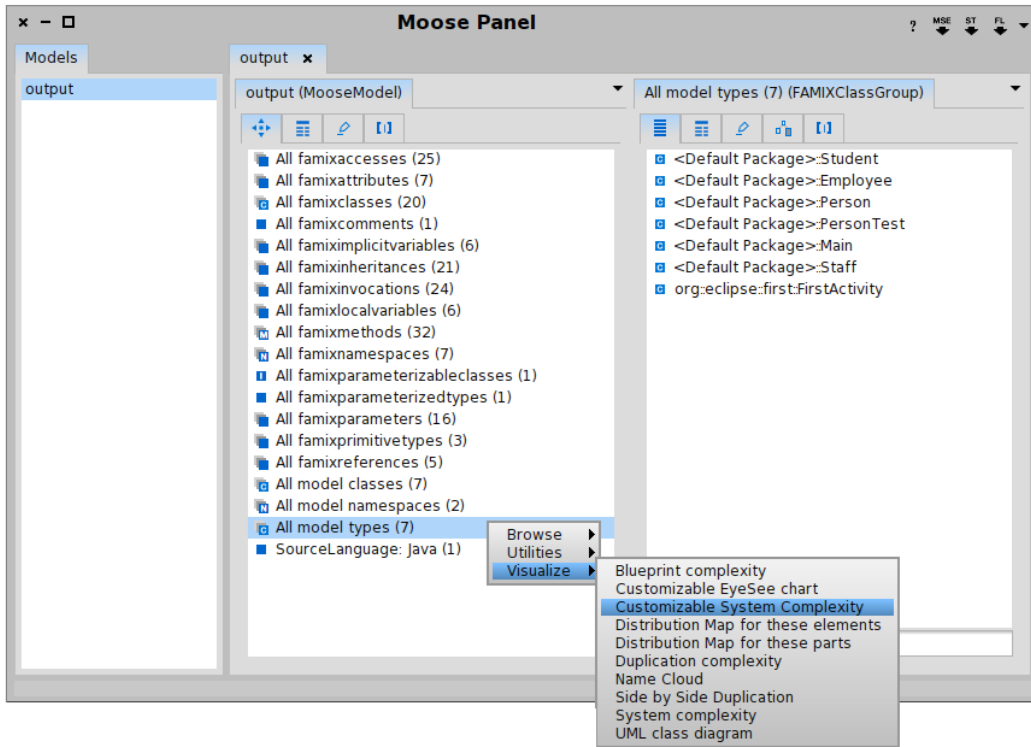 Moose Panel
? MSE ST FL
Models
output
output
output (MooseModel)
All famixaccesses (25)
All famixattributes (7)
All famixclasses (20)
All famixcomments (1)
All famiximplicitvariables (6)
All famixinheritances (21)
All famixinvocations (24)
All famixlocalvariables (6)
All famixmethods (32)
All famixnamespaces (7)
All famixparameterizableclasses (1)
All famixparameterizedtypes (1)
All famixparameters (16)
All famixprimitivetypes (3)
All famixreferences (5)
All model classes (7)
All model namespaces (2)
All model types (7)
SourceLanguage: Java (1)
All model types (7) (FAMIXClassGroup)
<Default Package>::Student
<Default Package>::Employee
<Default Package>::Person
<Default Package>::PersonTest
<Default Package>::Main
<Default Package>::Staff
org::eclipse::first::FirstActivity
Browse
Utilities
Visualize
Blueprint complexity
Customizable EyeSee chart
Customizable System Complexity
Distribution Map for these elements
Distribution Map for these parts
Duplication complexity
Name Cloud
Side by Side Duplication
System complexity
UML class diagram